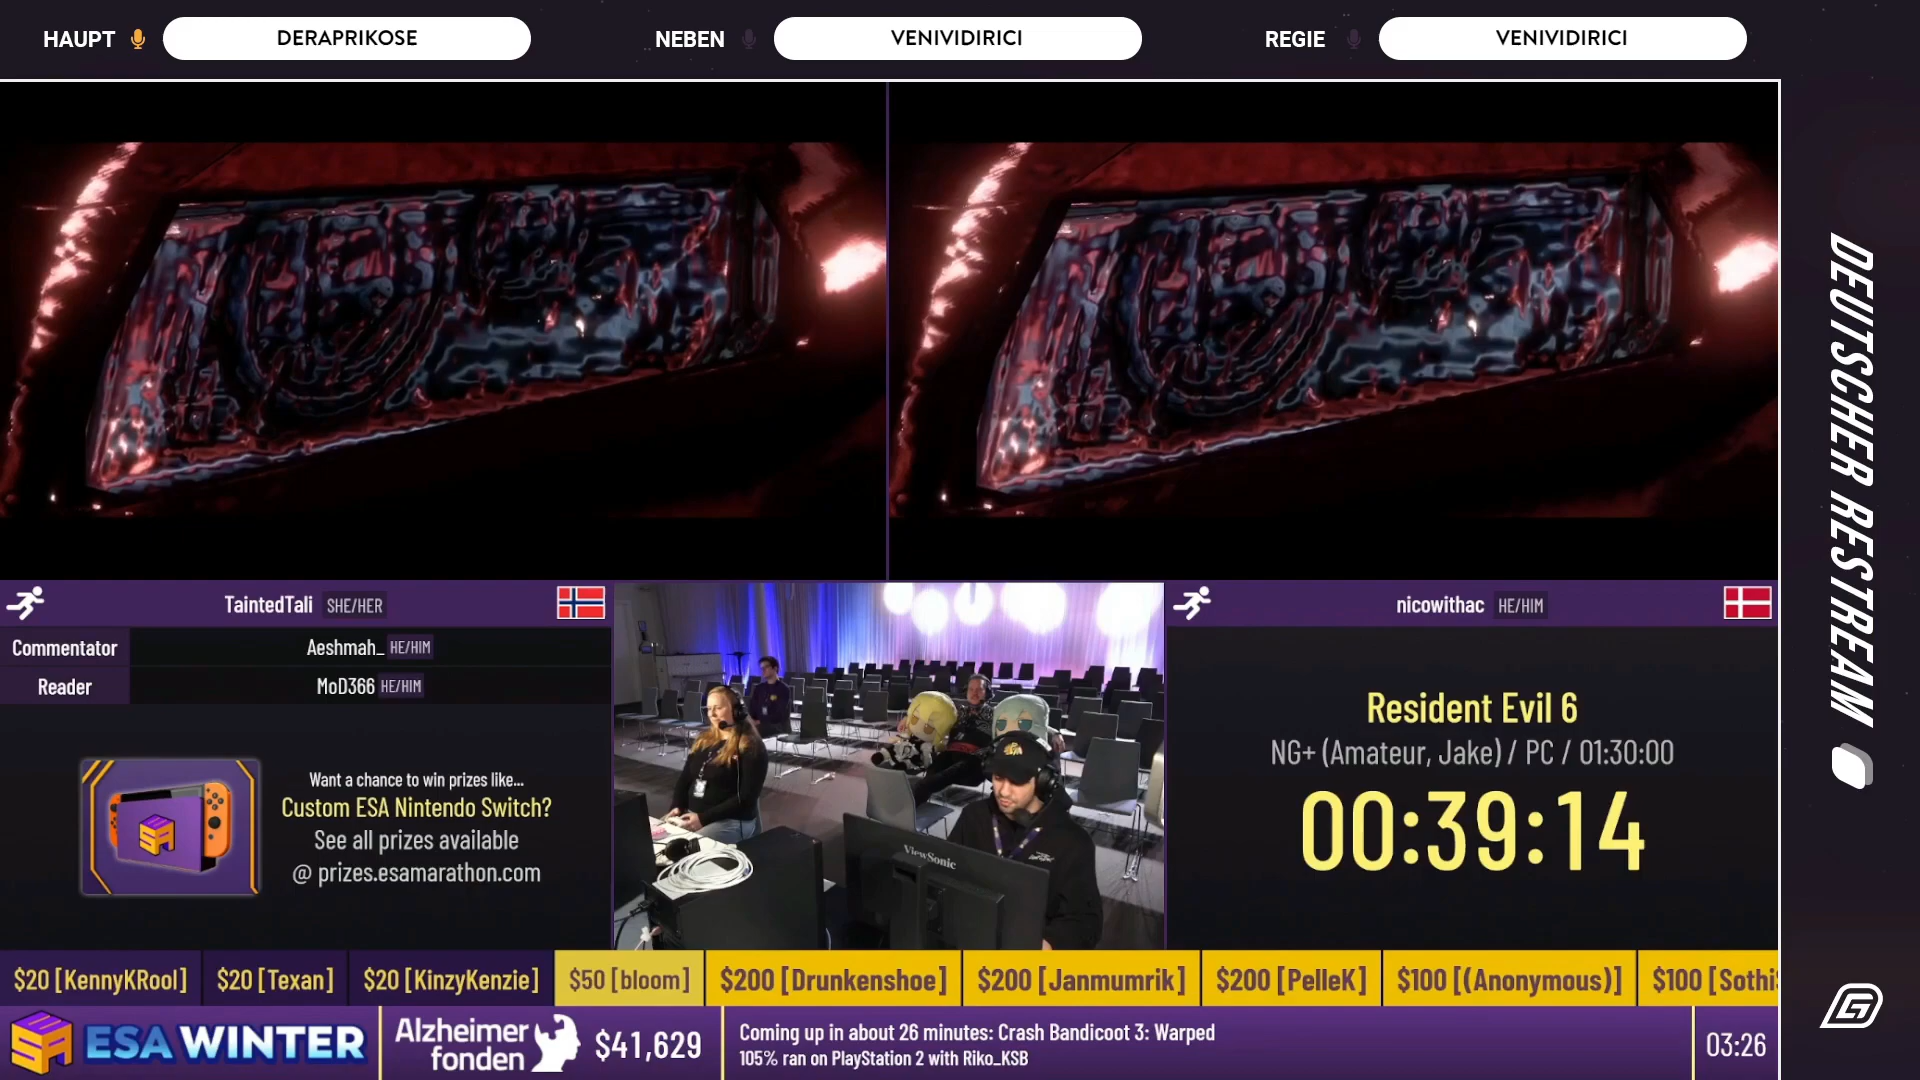 HAUPT
DERAPRIKOSE
NEBEN
VENIVIDIRICI
REGIE
VENIVIDIRICI
DEUTSCHER RESTREAM
TaintedTali SHE/HER
Commentator
Aeshmah_ HE/HIM
Reader
MoD366 HE/HIM
Want a chance to win prizes like...
Custom ESA Nintendo Switch?
See all prizes available
@ prizes.esamarathon.com
ViewSonic
nicowithac HE/HIM
Resident Evil 6
NG+ (Amateur, Jake) / PC / 01:30:00
00:39:14
$20 [KennyKRool]
$20 [Texan]
$20 [KinzyKenzie]
$50 [bloom]
$200 [Drunkenshoe]
$200 [Janmumrik]
$200 [PelleK]
$100 [(Anonymous)]
$100 [Sothi
ESA WINTER
Alzheimer
fonden
$41,629
Coming up in about 26 minutes: Crash Bandicoot 3: Warped
105% ran on PlayStation 2 with Riko_KSB
03:26